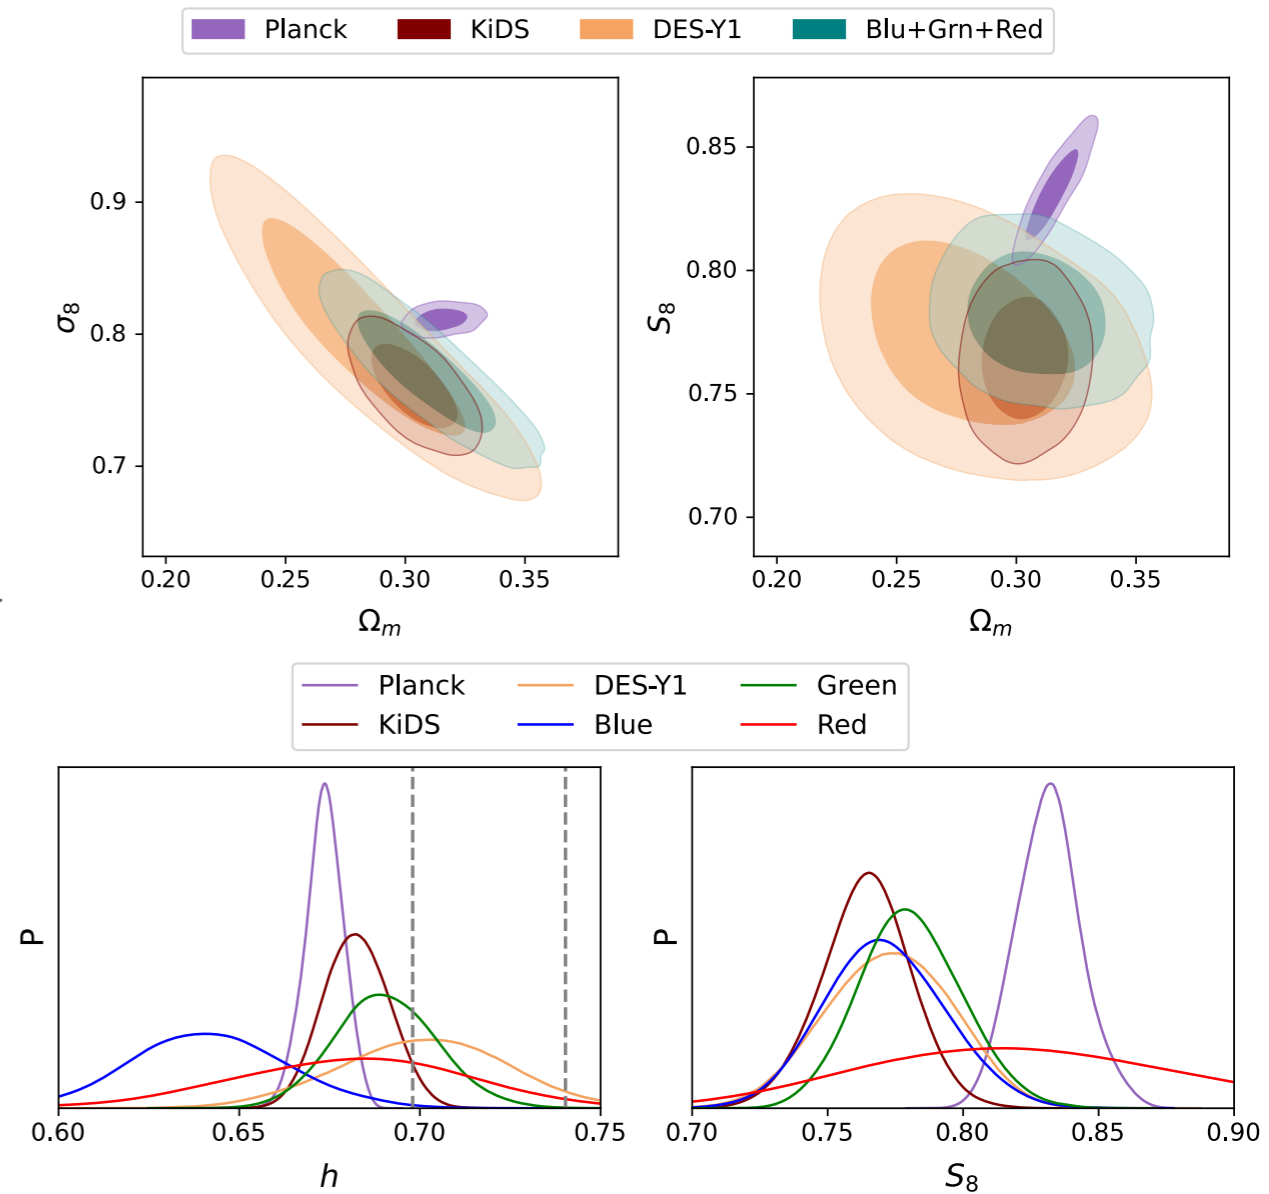 Planck KiDS DES-Y1 Blu+Grn+Red
σ8
0.9
0.8
0.7
0.20 0.25 0.30 0.35
Ωm
S8
0.85
0.80
0.75
0.70
0.20 0.25 0.30 0.35
Ωm
Planck DES-Y1 Green
KiDS Blue Red
P
0.60 0.65 0.70 0.75
h
P
0.70 0.75 0.80 0.85 0.90
S8